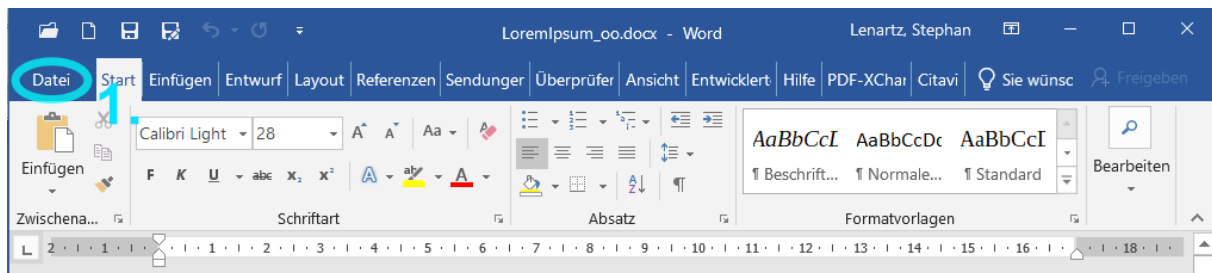 LoremIpsum_oo.docx - Word Lenartz, Stephan
Datei Start Einfügen Entwurf Layout Referenzen Sendunger Überprüfer Ansicht Entwicklert Hilfe PDF-XChar Citavi Sie wünsc Freigeben
1.
Calibri Light 28 A A Aa
AaBbCcI AaBbCcDc AaBbCcI
Einfügen
F K U abc x₂ x² A ab A
¶ Beschrift... ¶ Normale... ¶ Standard
Bearbeiten
Zwischena... Schriftart Absatz Formatvorlagen
L 2 1 1 2 3 4 5 6 7 8 9 10 11 12 13 14 15 16 18